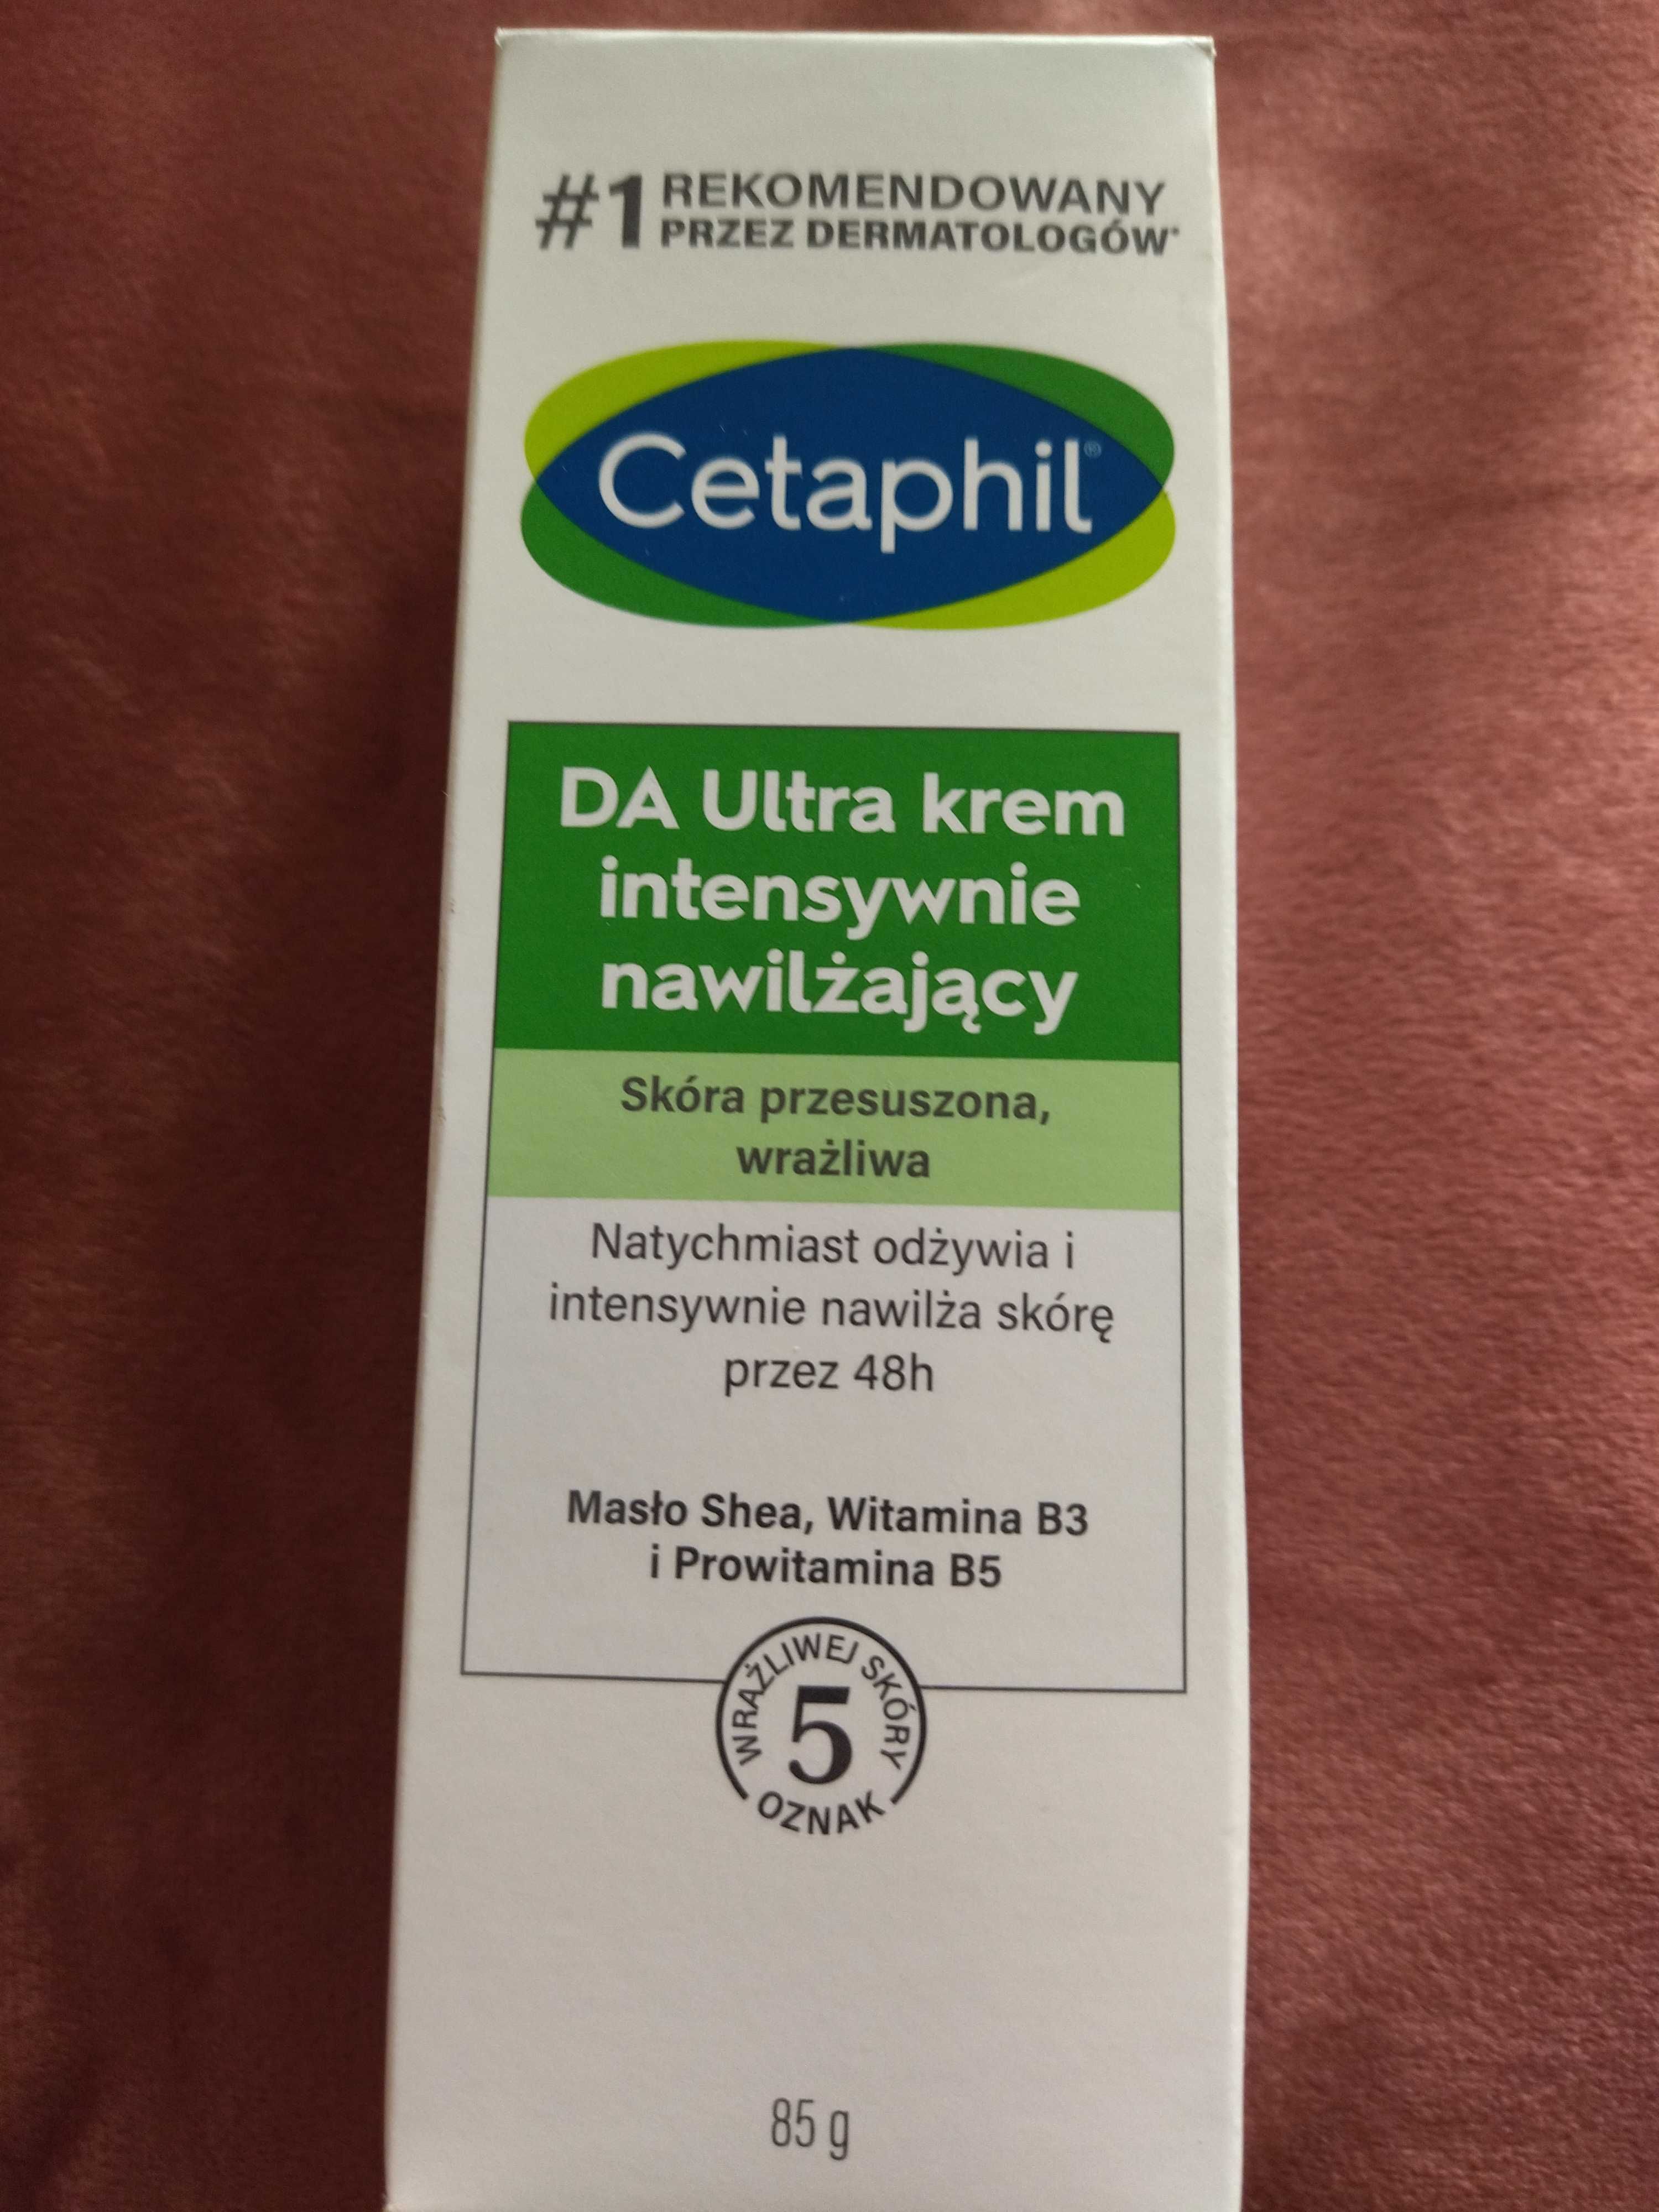 #1 REKOMENDOWANY
PRZEZ DERMATOLOGÓW*
Cetaphil®
DA Ultra krem
intensywnie
nawilżający
Skóra przesuszona,
wrażliwa
Natychmiast odżywia i
intensywnie nawilża skórę
przez 48h
Masło Shea, Witamina B3
i Prowitamina B5
WRAŻLIWEJ SKÓRY
5
OZNAK
85 g